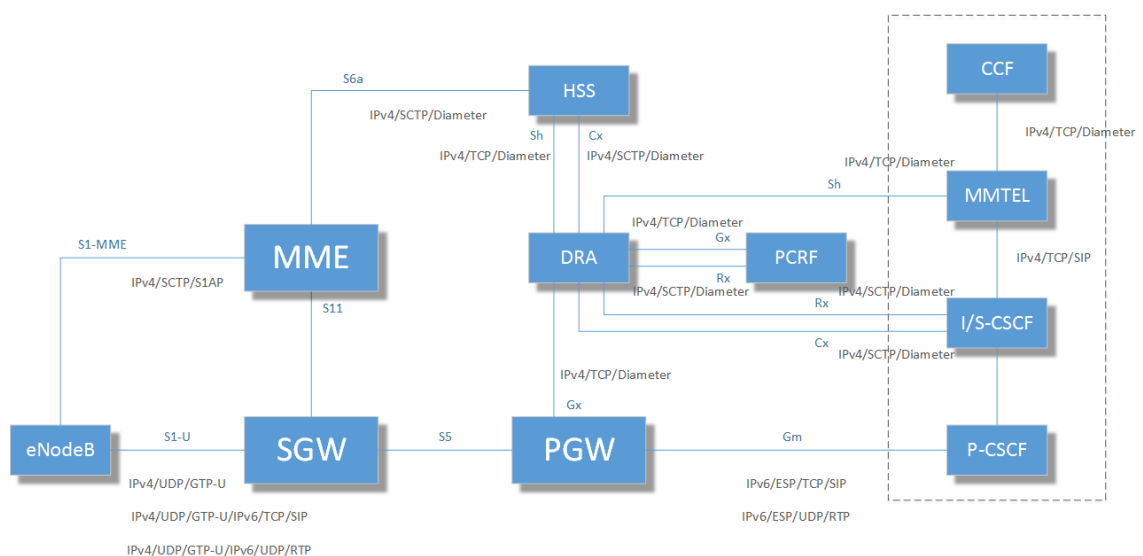 CCF
S6a
HSS
IPv4/SCTP/Diameter
Sh
Cx
IPv4/TCP/Diameter
IPv4/TCP/Diameter
IPv4/SCTP/Diameter
IPv4/TCP/Diameter
Sh
MMTEL
IPv4/TCP/Diameter
S1-MME
MME
Gx
DRA
PCRF
IPv4/TCP/SIP
Rx
IPv4/SCTP/S1AP
IPv4/SCTP/Diameter
IPv4/SCTP/Diameter
S11
Rx
I/S-CSCF
Cx
IPv4/SCTP/Diameter
IPv4/TCP/Diameter
Gx
S1-U
S5
Gm
eNodeB
SGW
PGW
P-CSCF
IPv4/UDP/GTP-U
IPv6/ESP/TCP/SIP
IPv4/UDP/GTP-U/IPv6/TCP/SIP
IPv6/ESP/UDP/RTP
IPv4/UDP/GTP-U/IPv6/UDP/RTP